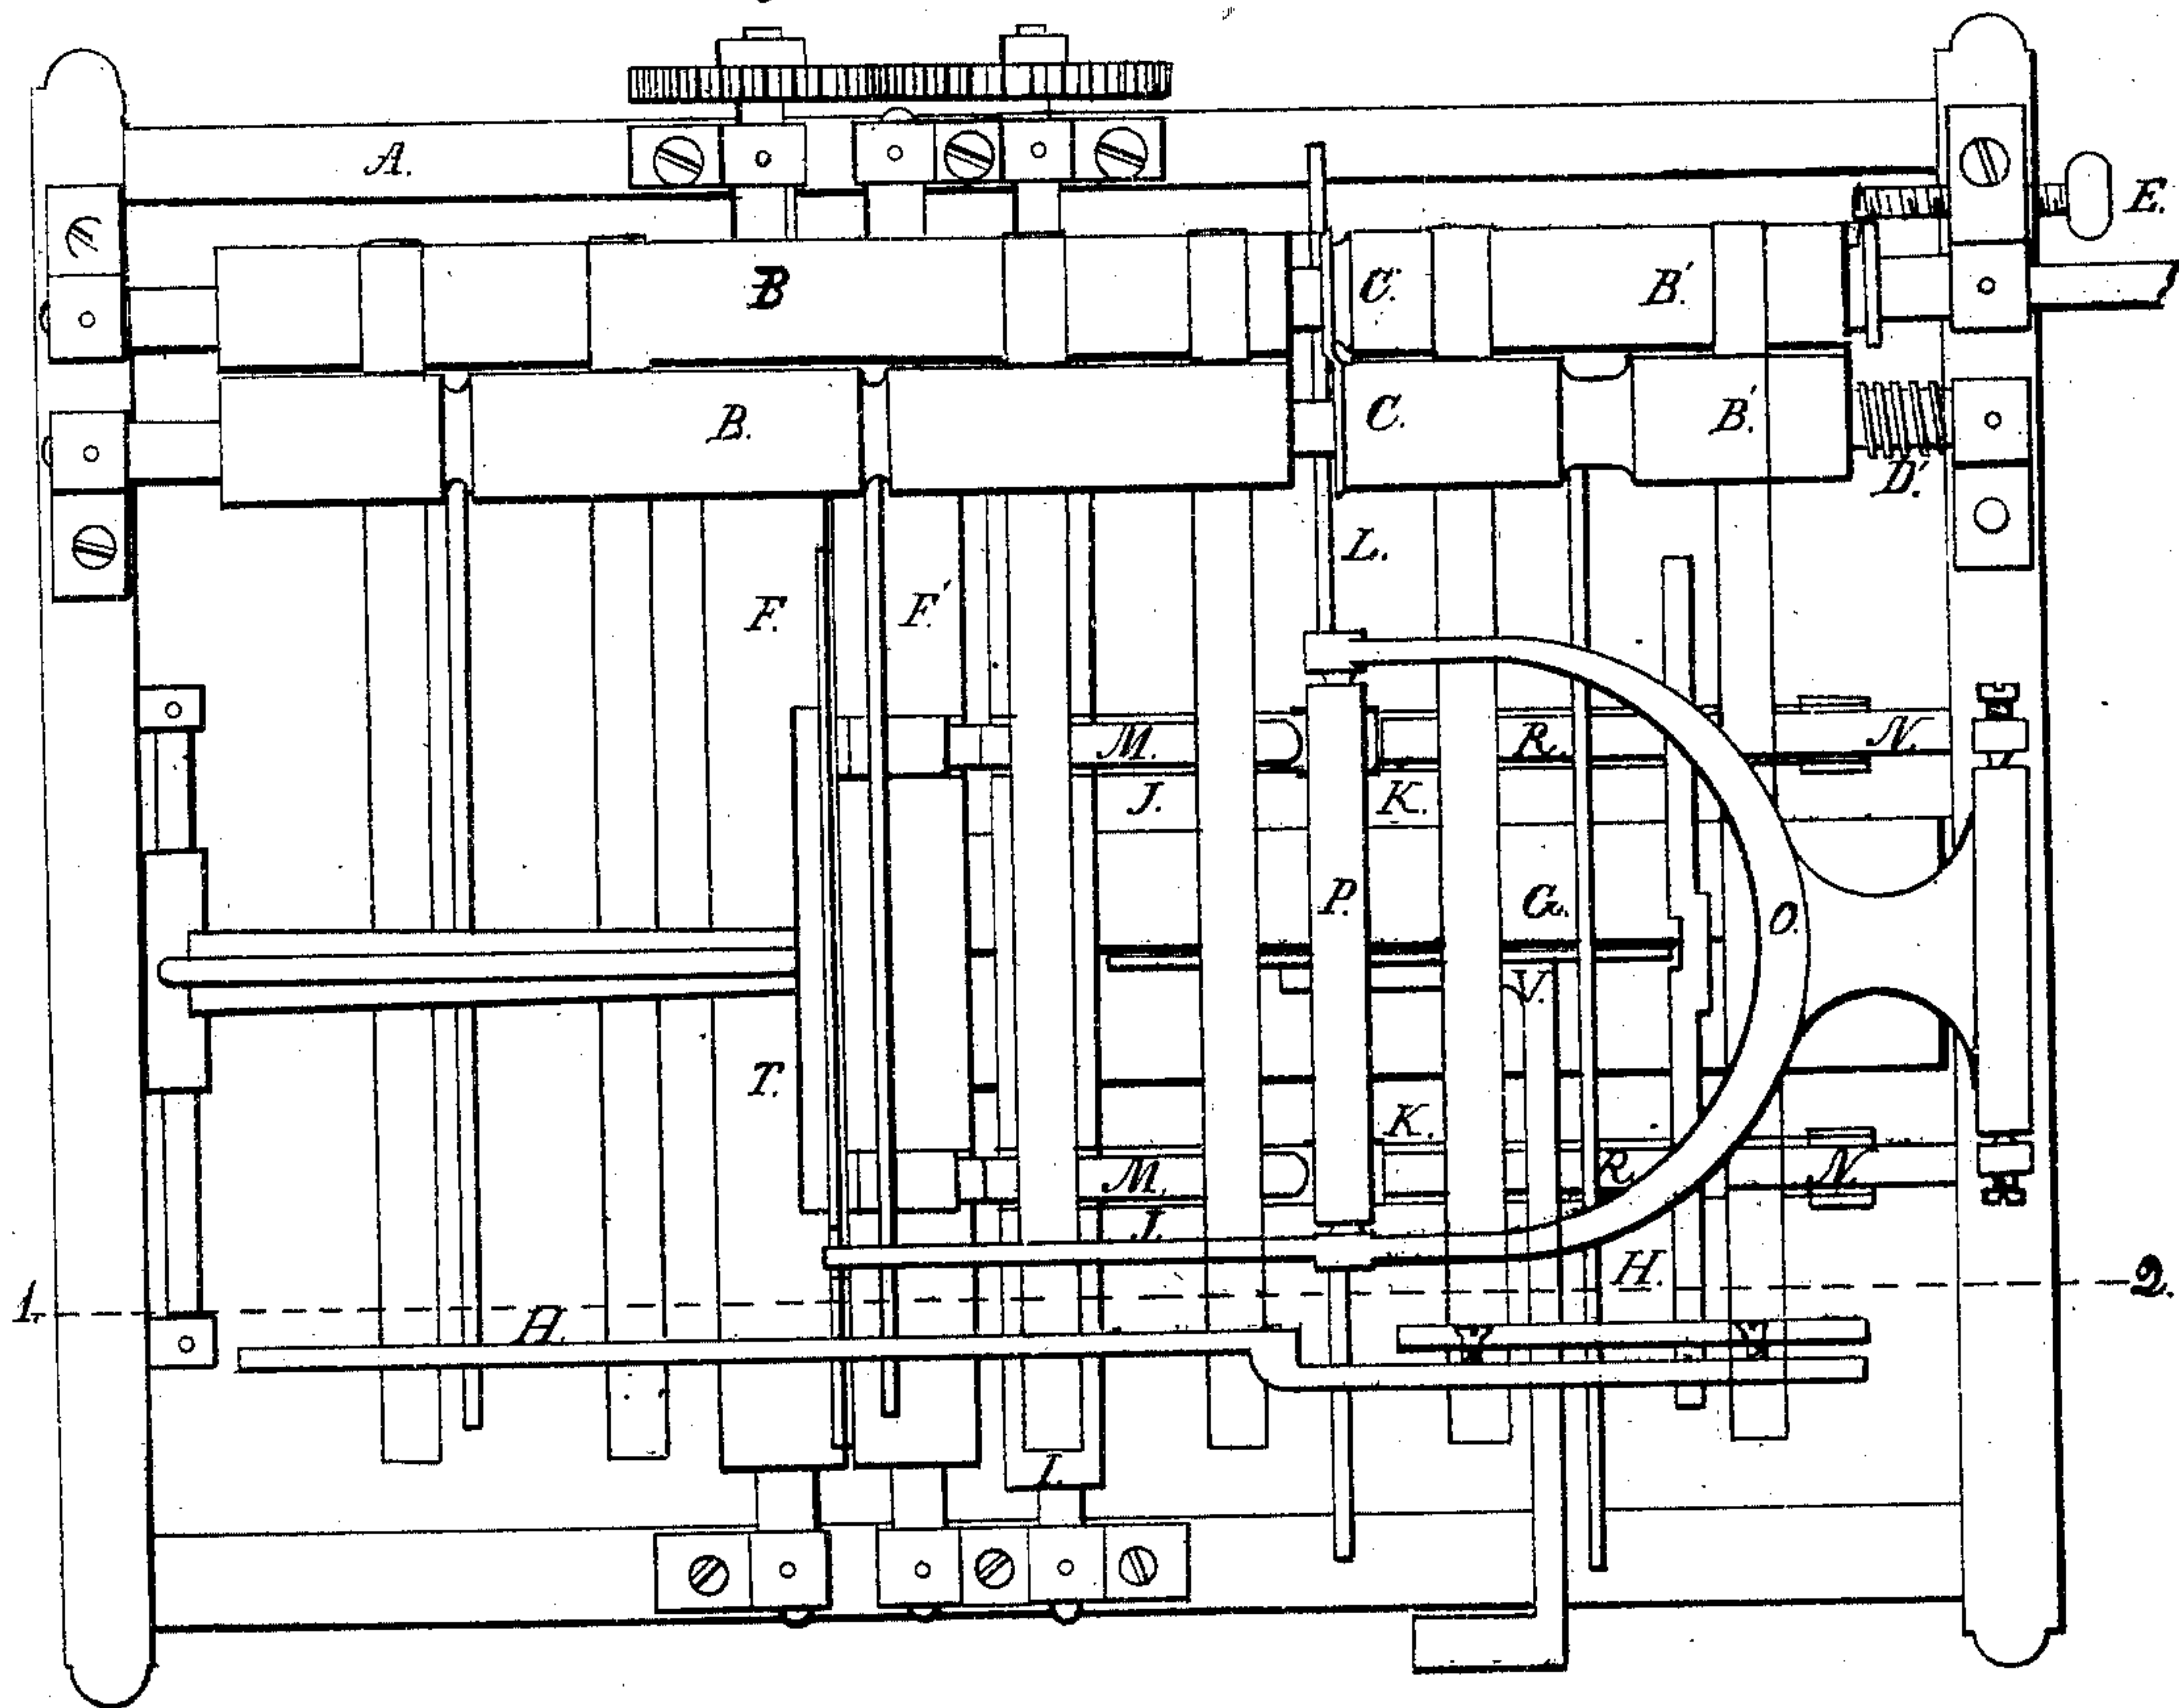 A.
E.
B
C.
B'.
B.
C.
B'.
D'.
L.
F.
F'.
M.
R.
N.
J.
K.
P.
G.
O.
V.
T.
K.
M.
R.
N.
J.
H.
1.
2.
H.
I.